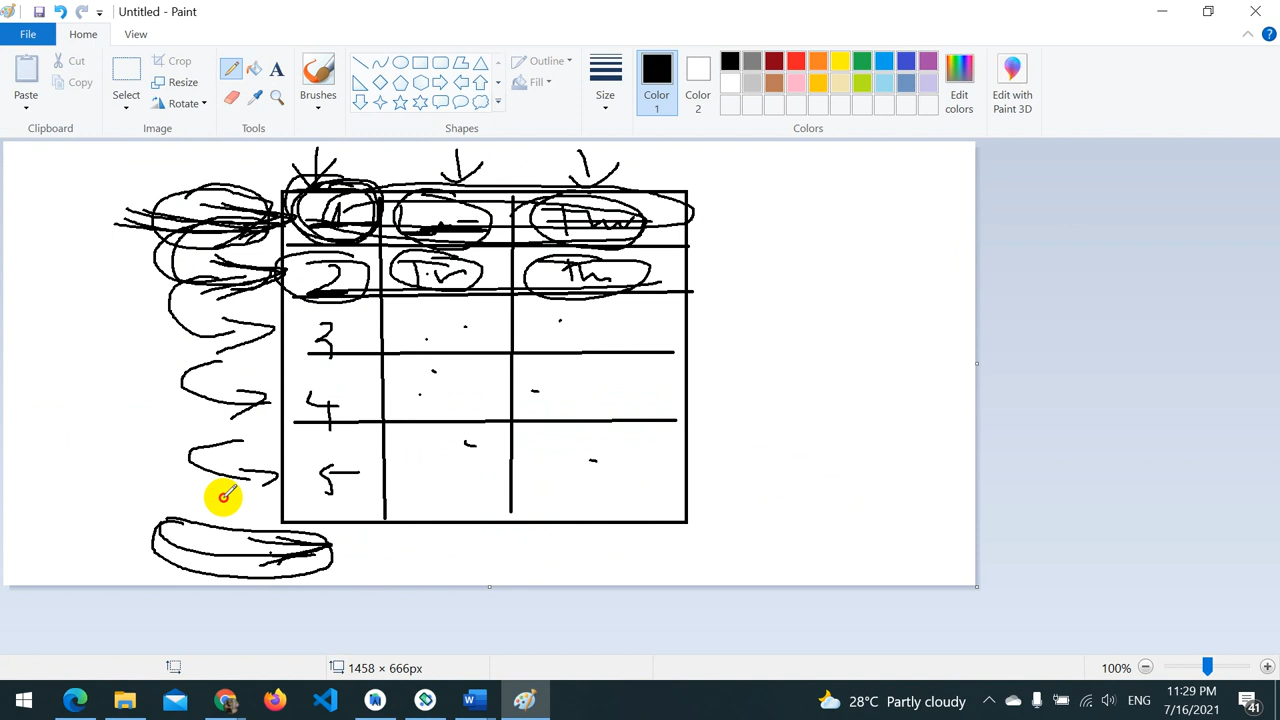 Untitled - Paint
File Home View
Cut
Copy
Paste
Clipboard
Select
Crop
Resize
Rotate
Image
Tools
Brushes
Shapes
Outline
Fill
Size
Color 1
Color 2
Edit colors
Colors
Edit with Paint 3D
1
2
3
4
5
1458 × 666px
100%
28°C Partly cloudy
ENG
11:29 PM
7/16/2021
41